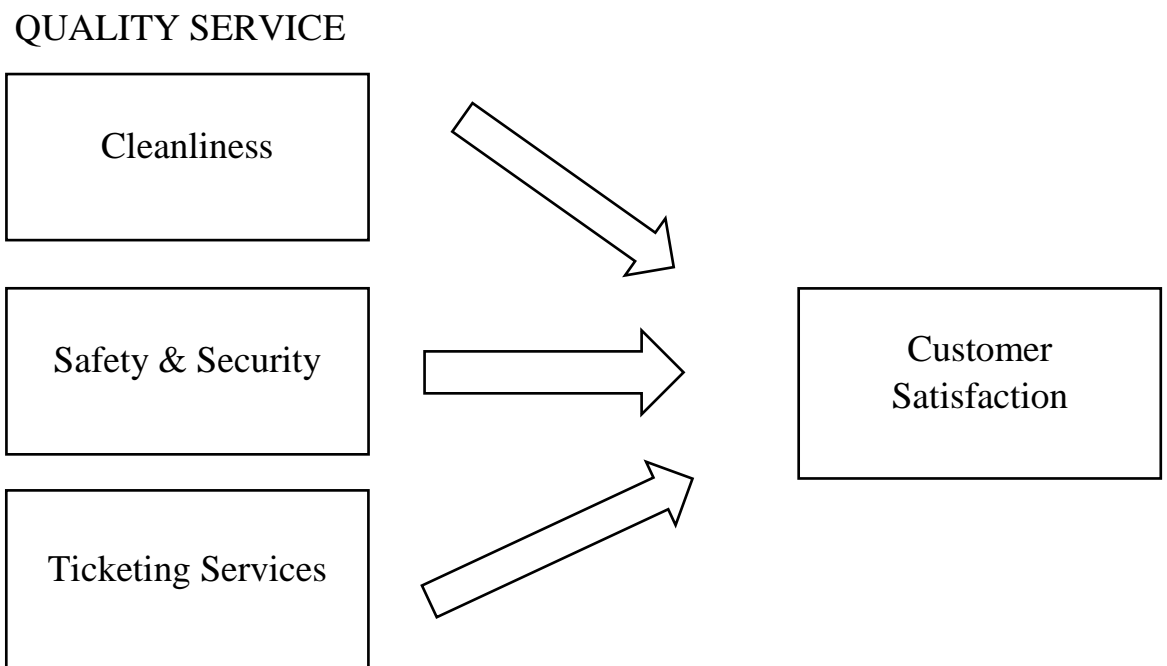 QUALITY SERVICE
Cleanliness
Safety & Security
Customer
Satisfaction
Ticketing Services